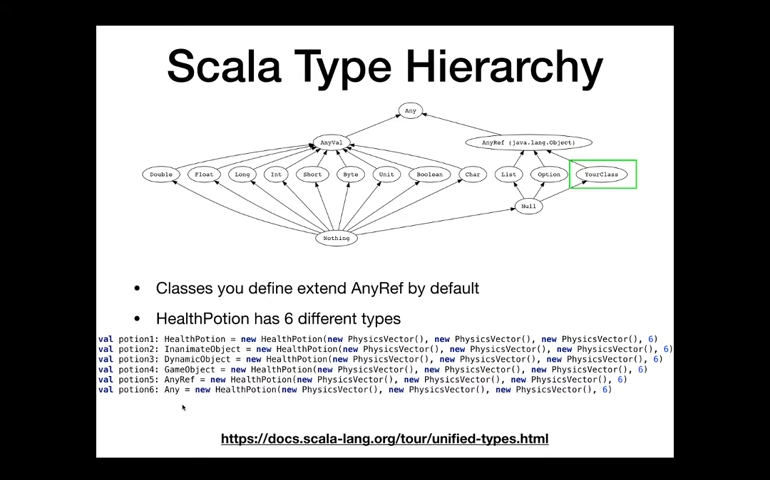 Scala Type Hierarchy
Any
AnyVal
AnyRef (java.lang.Object)
Double Float Long Int Short Byte Unit Boolean Char List Option YourClass
Null
Nothing
• Classes you define extend AnyRef by default
• HealthPotion has 6 different types
val potion1: HealthPotion = new HealthPotion(new PhysicsVector(), new PhysicsVector(), new PhysicsVector(), 6)
val potion2: InanimateObject = new HealthPotion(new PhysicsVector(), new PhysicsVector(), new PhysicsVector(), 6)
val potion3: DynamicObject = new HealthPotion(new PhysicsVector(), new PhysicsVector(), new PhysicsVector(), 6)
val potion4: GameObject = new HealthPotion(new PhysicsVector(), new PhysicsVector(), new PhysicsVector(), 6)
val potion5: AnyRef = new HealthPotion(new PhysicsVector(), new PhysicsVector(), new PhysicsVector(), 6)
val potion6: Any = new HealthPotion(new PhysicsVector(), new PhysicsVector(), new PhysicsVector(), 6)
https://docs.scala-lang.org/tour/unified-types.html